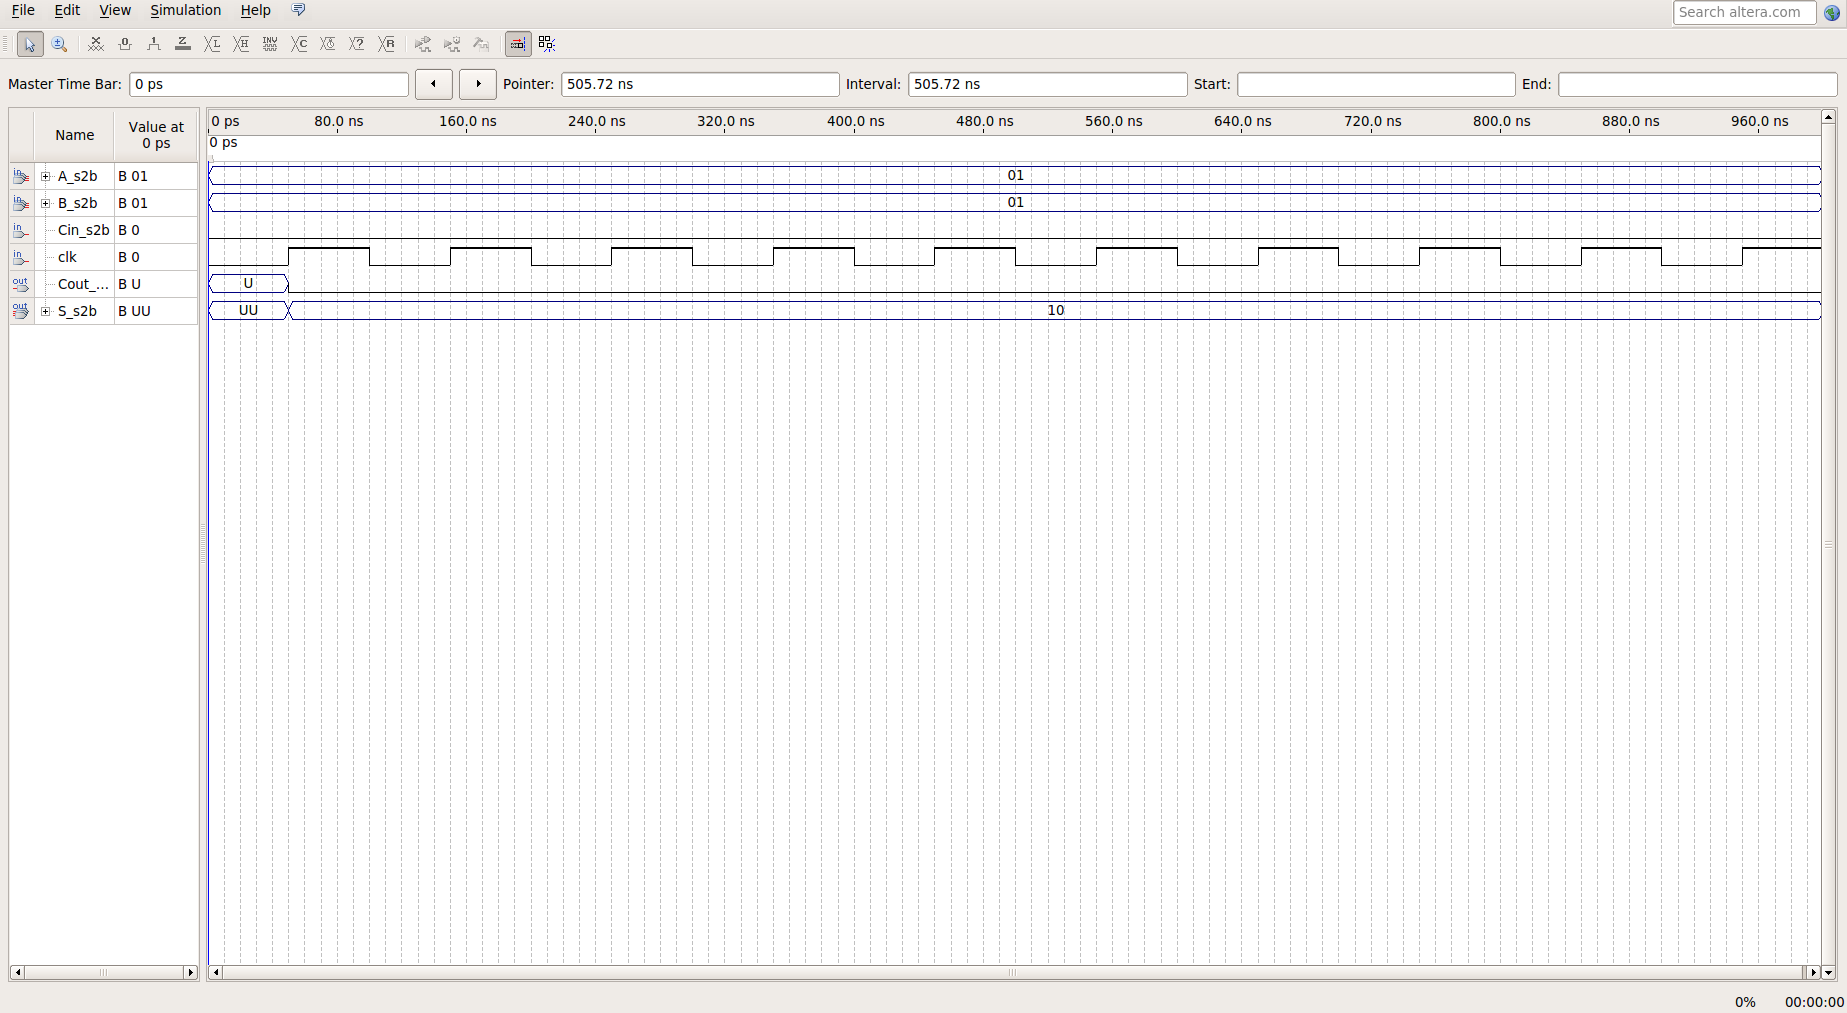 File Edit View Simulation Help
Search altera.com
Master Time Bar: 0 ps Pointer: 505.72 ns Interval: 505.72 ns Start: End:
Name Value at 0 ps
0 ps 80.0 ns 160.0 ns 240.0 ns 320.0 ns 400.0 ns 480.0 ns 560.0 ns 640.0 ns 720.0 ns 800.0 ns 880.0 ns 960.0 ns
0 ps
A_s2b B 01 01
B_s2b B 01 01
Cin_s2b B 0
clk B 0
Cout_... B U U
S_s2b B UU UU 10
0% 00:00:00